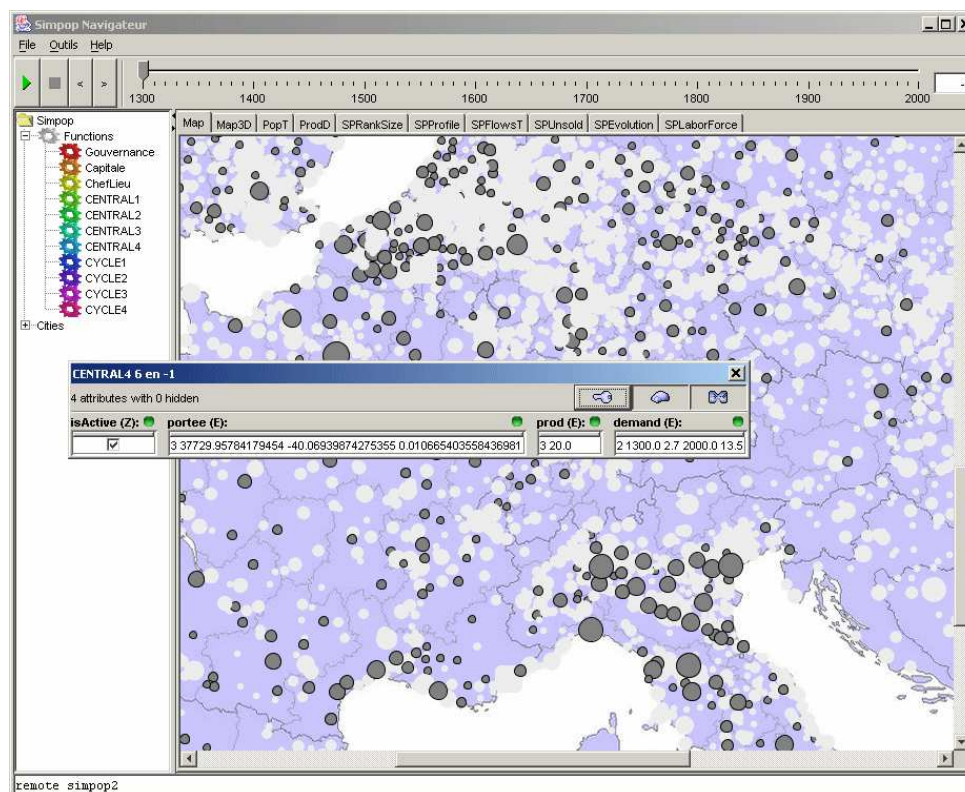 Simpop Navigateur
File Outils Help
1300 1400 1500 1600 1700 1800 1900 2000
Simpop
Functions
Gouvernance
Capitale
ChefLieu
CENTRAL1
CENTRAL2
CENTRAL3
CENTRAL4
CYCLE1
CYCLE2
CYCLE3
CYCLE4
Cities
Map Map3D PopT ProdD SPRankSize SPProfile SPFlowsT SPUnsold SPEvolution SPLaborForce
CENTRAL4 6 en -1
4 attributes with 0 hidden
isActive (Z): portee (E): prod (E): demand (E):
3 37729.95784179454 -40.06939874275355 0.010665403558436981 3 20.0 2 1300.0 2.7 2000.0 13.5
remote simpop2